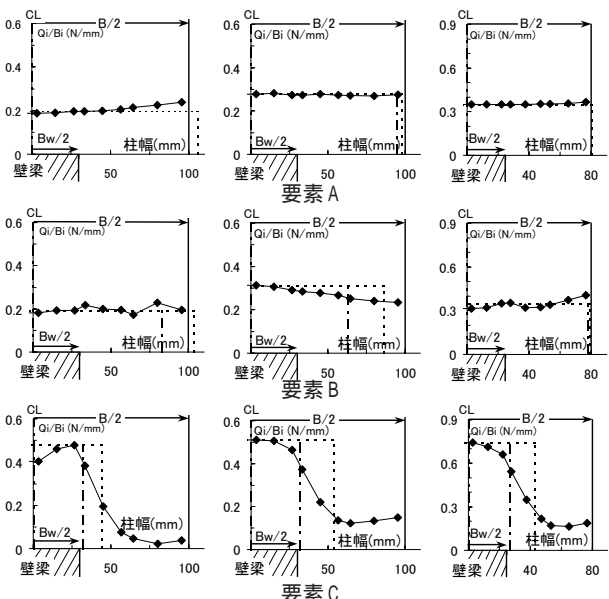 CL B/2 CL B/2 CL B/2
0.6 Qi/Bi (N/mm) 0.6 Qi/Bi (N/mm) 0.9 Qi/Bi (N/mm)
0.4 0.4 0.6
0.2 0.2 0.3
Bw/2 柱幅(mm) Bw/2 柱幅(mm) Bw/2 柱幅(mm)
0 0 0
壁梁 50 100 壁梁 50 100 壁梁 40 80
要素A
CL B/2 CL B/2 CL B/2
0.6 Qi/Bi (N/mm) 0.6 Qi/Bi (N/mm) 0.9 Qi/Bi (N/mm)
0.4 0.4 0.6
0.2 0.2 0.3
Bw/2 柱幅(mm) Bw/2 柱幅(mm) Bw/2 柱幅(mm)
0 0 0
壁梁 50 100 壁梁 50 100 壁梁 40 80
要素B
CL B/2 CL B/2 CL B/2
0.6 Qi/Bi (N/mm) 0.6 Qi/Bi (N/mm) 0.9 Qi/Bi (N/mm)
0.4 0.4 0.6
0.2 柱幅(mm) 0.2 柱幅(mm) 0.3 柱幅(mm)
Bw/2 Bw/2 Bw/2
0 0 0
壁梁 50 100 壁梁 50 100 壁梁 40 80
要素C